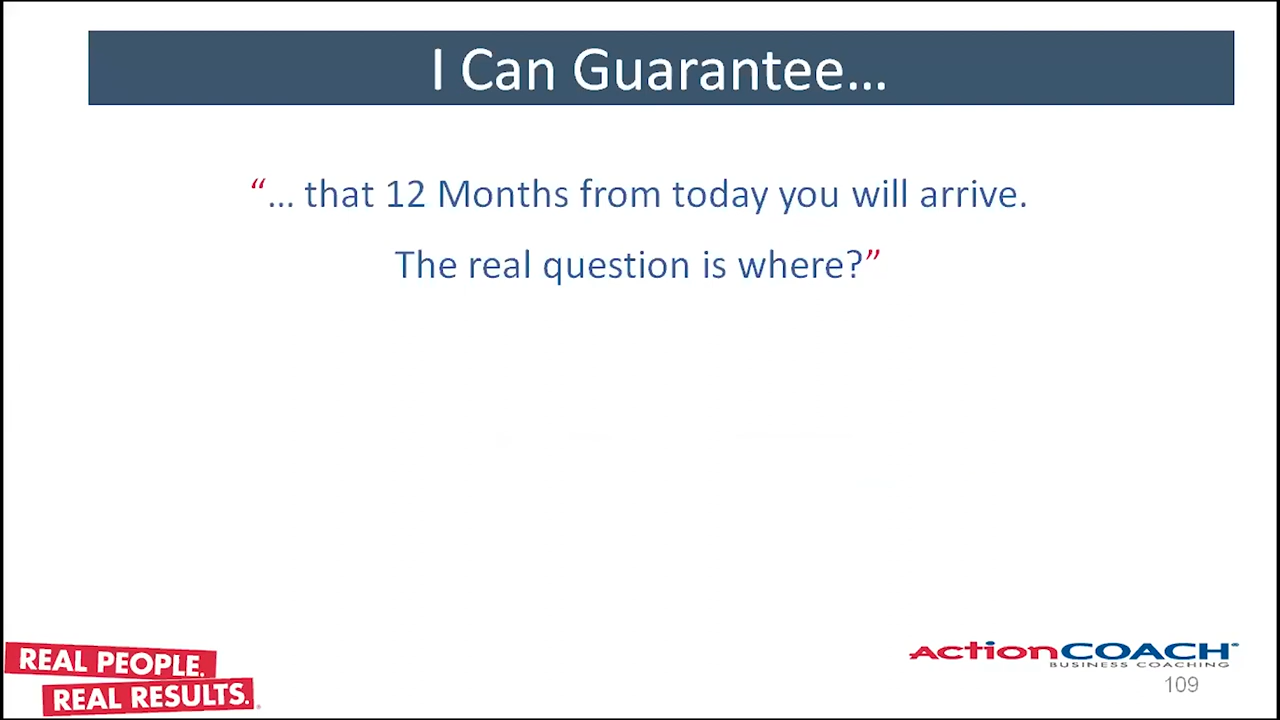 I Can Guarantee…
“… that 12 Months from today you will arrive.
The real question is where?”
REAL PEOPLE.
REAL RESULTS.
ActionCOACH
BUSINESS COACHING
109